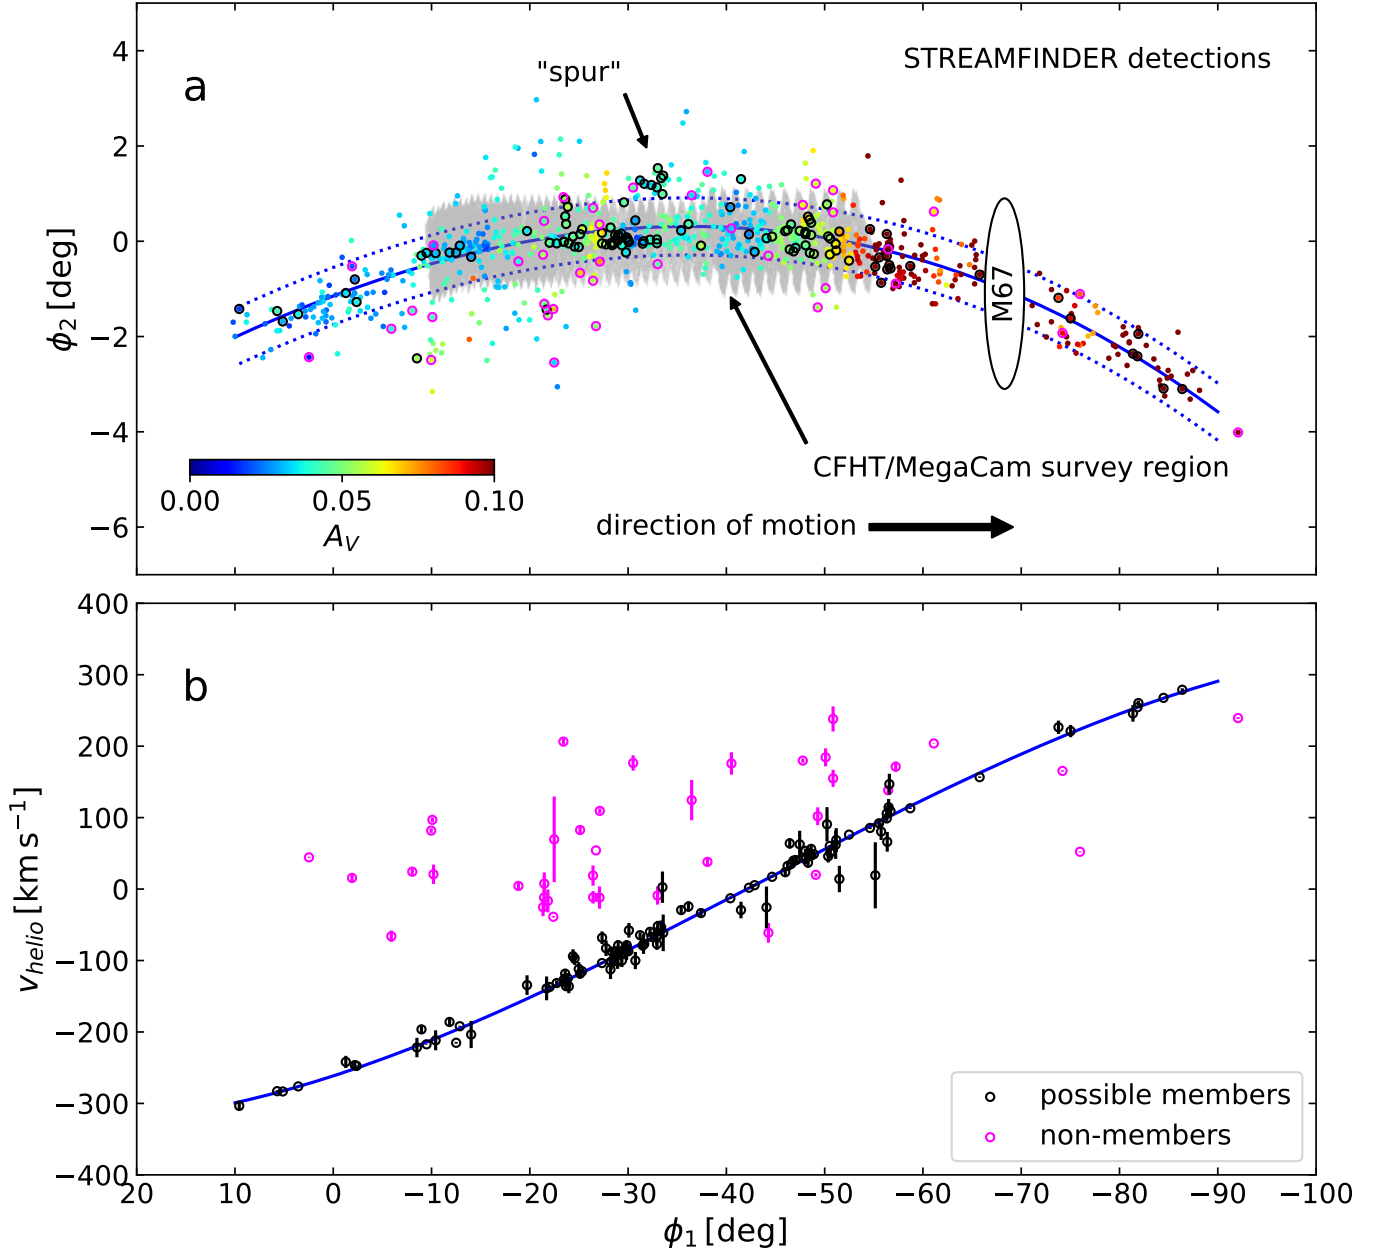 a
"spur"
STREAMFINDER detections
M67
CFHT/MegaCam survey region
direction of motion
0.00 0.05 0.10
A_V
4
2
0
−2
−4
−6
ϕ₂ [deg]
b
400
300
200
100
0
−100
−200
−300
−400
v_helio [km s⁻¹]
possible members
non-members
20 10 0 −10 −20 −30 −40 −50 −60 −70 −80 −90 −100
ϕ₁ [deg]